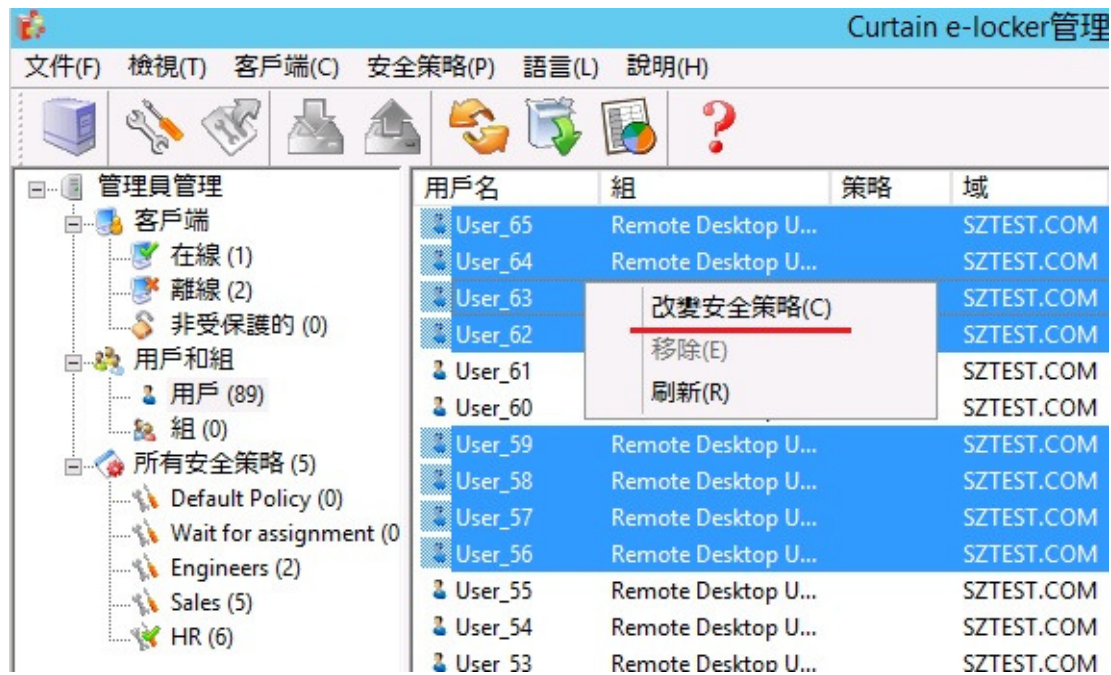 Curtain e-locker管理
文件(F) 檢視(T) 客戶端(C) 安全策略(P) 語言(L) 說明(H)
管理員管理
客戶端
在線 (1)
離線 (2)
非受保護的 (0)
用戶和組
用戶 (89)
組 (0)
所有安全策略 (5)
Default Policy (0)
Wait for assignment (0
Engineers (2)
Sales (5)
HR (6)
用戶名 組 策略 域
User_65 Remote Desktop U... SZTEST.COM
User_64 Remote Desktop U... SZTEST.COM
User_63 SZTEST.COM
User_62 SZTEST.COM
User_61 SZTEST.COM
User_60 SZTEST.COM
User_59 Remote Desktop U... SZTEST.COM
User_58 Remote Desktop U... SZTEST.COM
User_57 Remote Desktop U... SZTEST.COM
User_56 Remote Desktop U... SZTEST.COM
User_55 Remote Desktop U... SZTEST.COM
User_54 Remote Desktop U... SZTEST.COM
User_53 Remote Desktop U... SZTEST.COM
改變安全策略(C)
移除(E)
刷新(R)